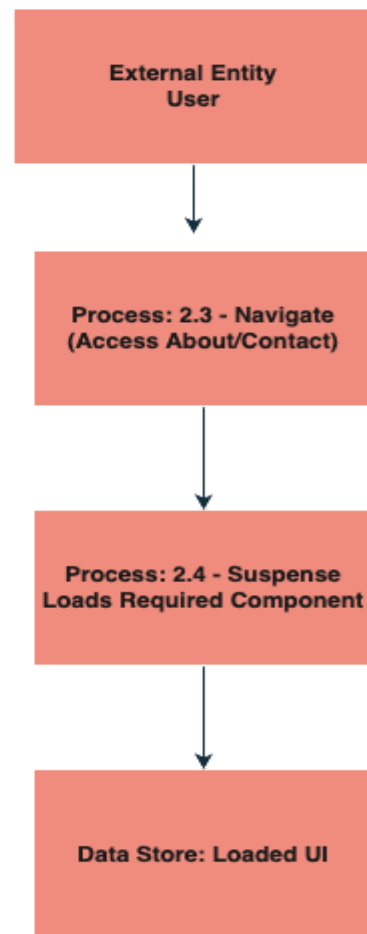 External Entity
User
Process: 2.3 - Navigate
(Access About/Contact)
Process: 2.4 - Suspense
Loads Required Component
Data Store: Loaded UI